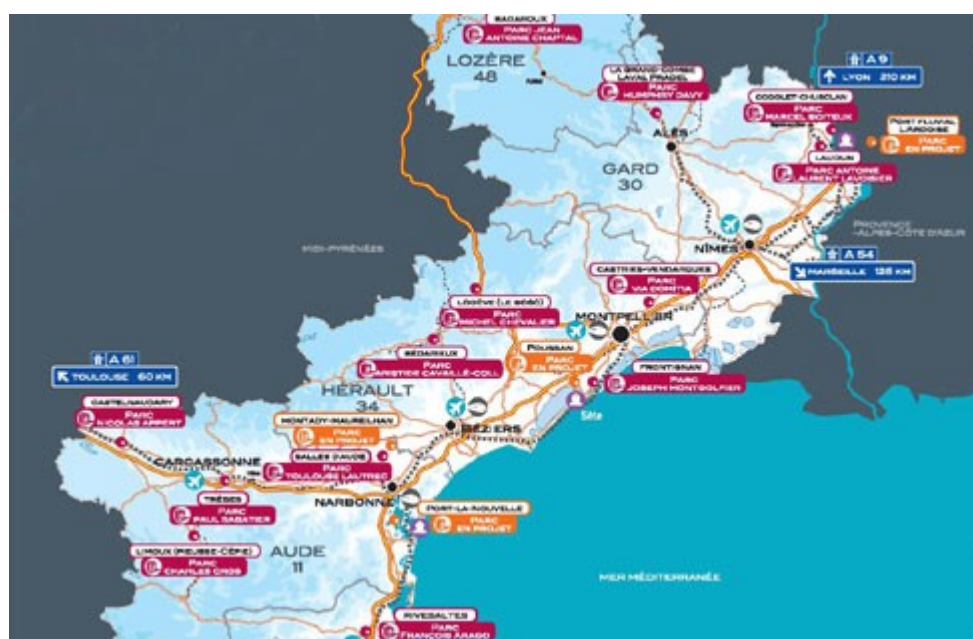 BADAROUX
PARC JEAN
ANTOINE CHAPTAL
LOZÈRE
48
LA GRAND-COMBE
LAVAL PRADEL
PARC
HUMPHRY DAVY
A 9
LYON 210 KM
CODOLET-CHUSCLAN
PARC
MARCEL BOITEUX
PORT FLUVIAL
L'ARDOISE
PARC
EN PROJET
ALÈS
GARD
30
LAUDUN
PARC ANTOINE
LAURENT LAVOISIER
MIDI-PYRÉNÉES
PROVENCE
-ALPES-CÔTE D'AZUR
NÎMES
A 54
MARSEILLE 125 KM
CASTRIES-VENDARGUES
PARC
VIA DOMITIA
LODÈVE (LE BOSC)
PARC
MICHEL CHEVALIER
MONTPELLIER
POUSSAN
PARC
EN PROJET
BÉDARIEUX
PARC
ARISTIDE CAVAILLÉ-COLL
FRONTIGNAN
PARC
JOSEPH MONTGOLFIER
A 61
TOULOUSE 60 KM
HÉRAULT
34
Sète
CASTELNAUDARY
PARC
NICOLAS APPERT
MONTADY-MAUREILHAN
PARC
EN PROJET
BÉZIERS
CARCASSONNE
SALLES D'AUDE
PARC
TOULOUSE LAUTREC
NARBONNE
TRÈBES
PARC
PAUL SABATIER
PORT-LA-NOUVELLE
PARC
EN PROJET
LIMOUX (PIEUSSE-CÉPIE)
PARC
CHARLES CROS
AUDE
11
MER MÉDITERRANÉE
RIVESALTES
PARC
FRANÇOIS ARAGO